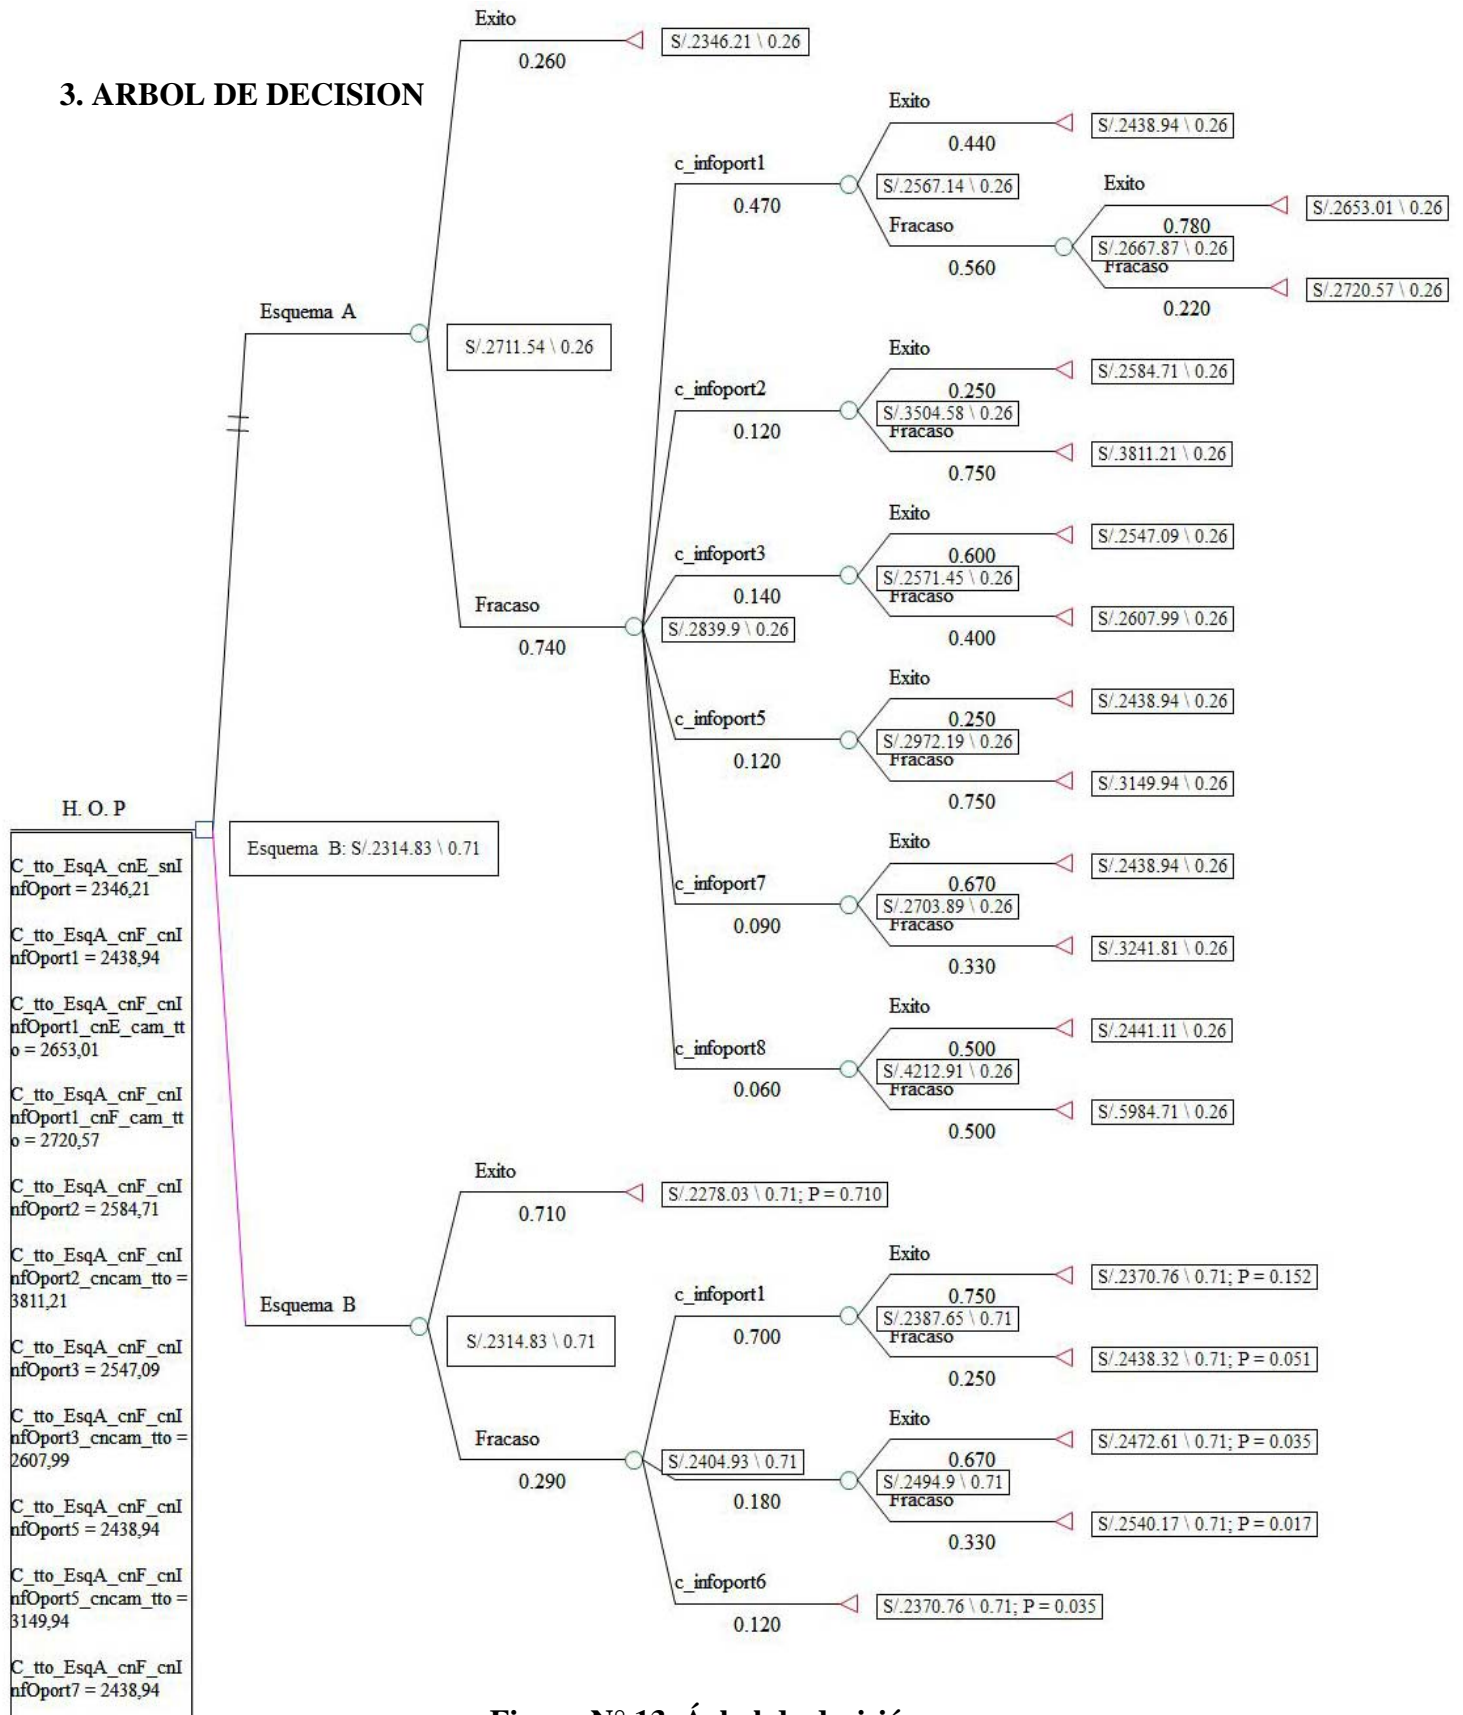 3. ARBOL DE DECISION
Exito
0.260
S/.2346.21 \ 0.26
Esquema A
S/.2711.54 \ 0.26
Fracaso
0.740
S/.2839.9 \ 0.26
c_infoport1
0.470
S/.2567.14 \ 0.26
Exito
0.440
S/.2438.94 \ 0.26
Fracaso
0.560
S/.2667.87 \ 0.26
Exito
0.780
S/.2653.01 \ 0.26
Fracaso
0.220
S/.2720.57 \ 0.26
c_infoport2
0.120
S/.3504.58 \ 0.26
Exito
0.250
S/.2584.71 \ 0.26
Fracaso
0.750
S/.3811.21 \ 0.26
c_infoport3
0.140
S/.2571.45 \ 0.26
Exito
0.600
S/.2547.09 \ 0.26
Fracaso
0.400
S/.2607.99 \ 0.26
c_infoport5
0.120
S/.2972.19 \ 0.26
Exito
0.250
S/.2438.94 \ 0.26
Fracaso
0.750
S/.3149.94 \ 0.26
c_infoport7
0.090
S/.2703.89 \ 0.26
Exito
0.670
S/.2438.94 \ 0.26
Fracaso
0.330
S/.3241.81 \ 0.26
c_infoport8
0.060
S/.4212.91 \ 0.26
Exito
0.500
S/.2441.11 \ 0.26
Fracaso
0.500
S/.5984.71 \ 0.26
H. O. P
Esquema B: S/.2314.83 \ 0.71
C_tto_EsqA_cnE_snI
nfOport = 2346,21
C_tto_EsqA_cnF_cnI
nfOport1 = 2438,94
C_tto_EsqA_cnF_cnI
nfOport1_cnE_cam_tt
o = 2653,01
C_tto_EsqA_cnF_cnI
nfOport1_cnF_cam_tt
o = 2720,57
C_tto_EsqA_cnF_cnI
nfOport2 = 2584,71
C_tto_EsqA_cnF_cnI
nfOport2_cncam_tto =
3811,21
C_tto_EsqA_cnF_cnI
nfOport3 = 2547,09
C_tto_EsqA_cnF_cnI
nfOport3_cncam_tto =
2607,99
C_tto_EsqA_cnF_cnI
nfOport5 = 2438,94
C_tto_EsqA_cnF_cnI
nfOport5_cncam_tto =
3149,94
C_tto_EsqA_cnF_cnI
nfOport7 = 2438,94
Esquema B
S/.2314.83 \ 0.71
Exito
0.710
S/.2278.03 \ 0.71; P = 0.710
Fracaso
0.290
S/.2404.93 \ 0.71
c_infoport1
0.700
S/.2387.65 \ 0.71
Exito
0.750
S/.2370.76 \ 0.71; P = 0.152
Fracaso
0.250
S/.2438.32 \ 0.71; P = 0.051
0.180
S/.2494.9 \ 0.71
Exito
0.670
S/.2472.61 \ 0.71; P = 0.035
Fracaso
0.330
S/.2540.17 \ 0.71; P = 0.017
c_infoport6
0.120
S/.2370.76 \ 0.71; P = 0.035